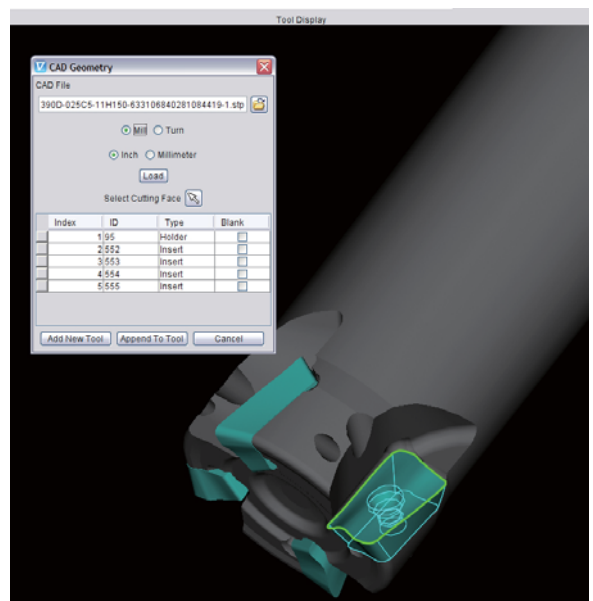 Tool Display
CAD Geometry
CAD File
390D-025C5-11H150-633106840281084419-1.stp
Mill Turn
Inch Millimeter
Load
Select Cutting Face
Index ID Type Blank
1 95 Holder
2 552 Insert
3 553 Insert
4 554 Insert
5 555 Insert
Add New Tool Append To Tool Cancel